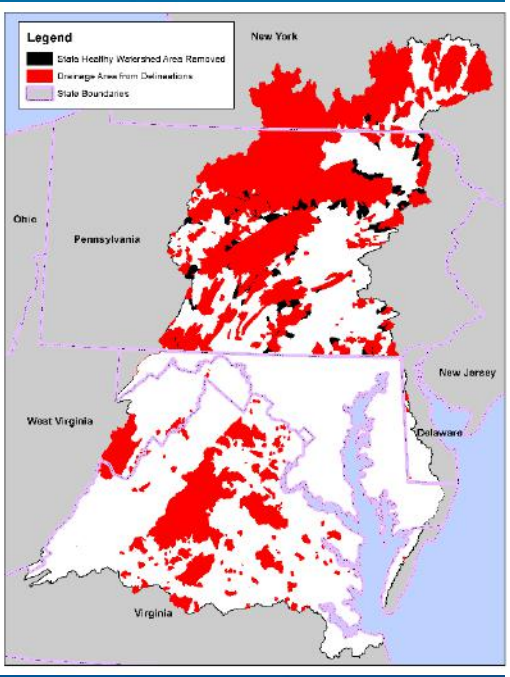 Legend
State Healthy Watershed Area Removed
Drainage Area from Delineations
State Boundaries
New York
Ohio
Pennsylvania
New Jersey
West Virginia
Delaware
Virginia